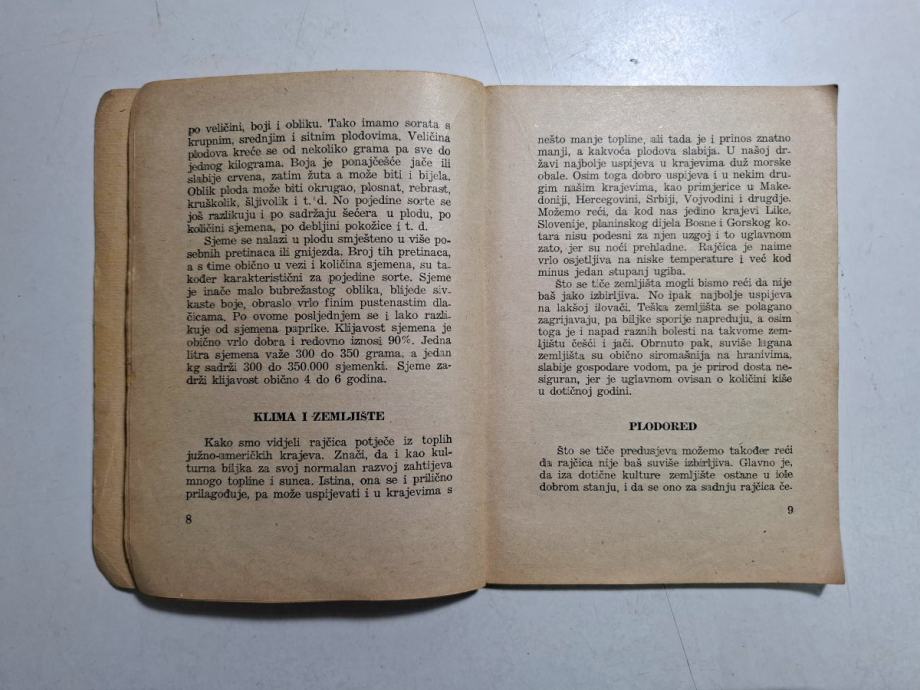 po veličini, boji i obliku. Tako imamo sorata s
krupnim, srednjim i sitnim plodovima. Veličina
plodova kreće se od nekoliko grama pa sve do
jednog kilograma. Boja je ponajčešće jače ili
slabije crvena, zatim žuta a može biti i bijela.
Oblik ploda može biti okrugao, plosnat, rebrast,
kruškolik, šljivolik i t. d. No pojedine sorte se
još razlikuju i po sadržaju šećera u plodu, po
količini sjemena, po debljini pokožice i t. d.
Sjeme se nalazi u plodu smješteno u više po-
sebnih pretinaca ili gnijezda. Broj tih pretinaca,
a s time obično u vezi i količina sjemena, su ta-
kođer karakteristični za pojedine sorte. Sjeme
je inače malo bubrežastog oblika, blijede siv-
kaste boje, obraslo vrlo finim pustenastim dla-
čicama. Po ovome posljednjem se i lako razli-
kuje od sjemena paprike. Klijavost sjemena je
obično vrlo dobra i redovno iznosi 90%. Jedna
litra sjemena važe 300 do 350 grama, a jedan
kg sadrži 300 do 350.000 sjemenki. Sjeme za-
drži klijavost obično 4 do 6 godina.
KLIMA I ZEMLJIŠTE
Kako smo vidjeli rajčica potječe iz toplih
južno-američkih krajeva. Znači, da i kao kul-
turna biljka za svoj normalan razvoj zahtijeva
mnogo topline i sunca. Istina, ona se i prilično
prilagođuje, pa može uspijevati i u krajevima s
8
nešto manje topline, ali tada je i prinos znatno
manji, a kakvoća plodova slabija. U našoj dr-
žavi najbolje uspijeva u krajevima duž morske
obale. Osim toga dobro uspijeva i u nekim drug-
im našim krajevima, kao primjerice u Make-
doniji, Hercegovini, Srbiji, Vojvodini i drugdje.
Možemo reći, da kod nas jedino krajevi Like,
Slovenije, planinskog dijela Bosne i Gorskog ko-
tara nisu podesni za njen uzgoj i to uglavnom
zato, jer su noći prehladne. Rajčica je naime
vrlo osjetljiva na niske temperature i već kod
minus jedan stupanj ugiba.
Što se tiče zemljišta mogli bismo reći da nije
baš jako izbirljiva. No ipak najbolje uspijeva
na lakšoj ilovači. Teška zemljišta se polagano
zagrijavaju, pa biljke sporije napreduju, a osim
toga je i napad raznih bolesti na takvome zem-
ljištu češći i jači. Obrnuto pak, suviše lagana
zemljišta su obično siromašnija na hranivima,
slabije gospodare vodom, pa je prirod dosta ne-
siguran, jer je uglavnom ovisan o količini kiše
u dotičnoj godini.
PLODORED
Što se tiče predusjeva možemo također reći
da rajčica nije baš suviše izbirljiva. Glavno je,
da iza dotične kulture zemljište ostane u iole
dobrom stanju, i da se ono za sadnju rajčica če-
9